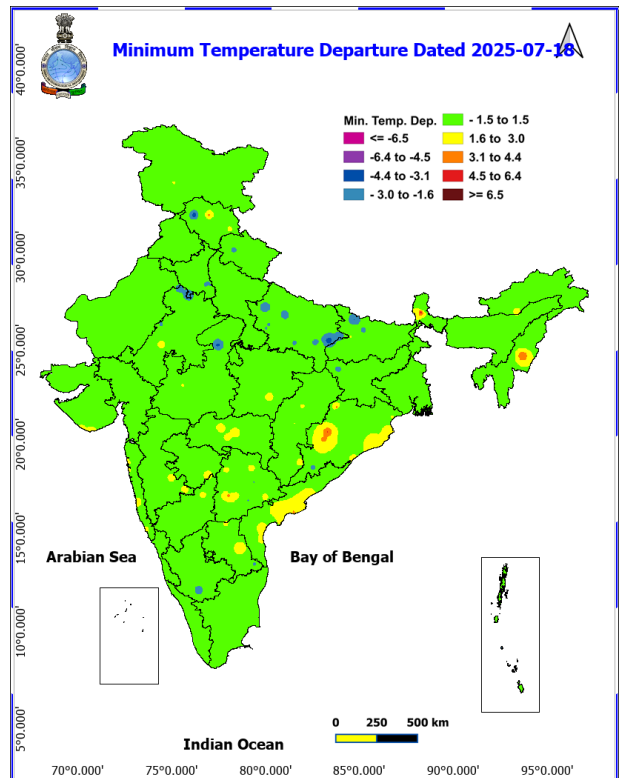 Minimum Temperature Departure Dated 2025-07-18
Min. Temp. Dep.
<= -6.5
-6.4 to -4.5
-4.4 to -3.1
- 3.0 to -1.6
- 1.5 to 1.5
1.6 to 3.0
3.1 to 4.4
4.5 to 6.4
>= 6.5
40°0.000'
35°0.000'
30°0.000'
25°0.000'
20°0.000'
15°0.000'
10°0.000'
5°0.000'
Arabian Sea
Bay of Bengal
0 250 500 km
Indian Ocean
70°0.000' 75°0.000' 80°0.000' 85°0.000' 90°0.000' 95°0.000'